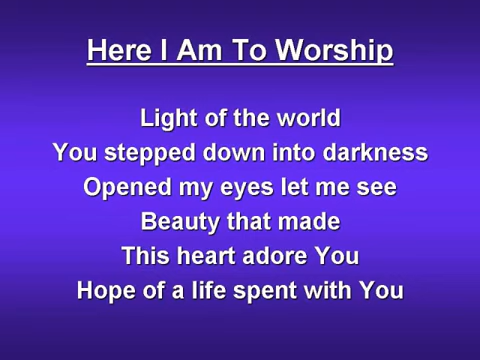 Here I Am To Worship
Light of the world
You stepped down into darkness
Opened my eyes let me see
Beauty that made
This heart adore You
Hope of a life spent with You